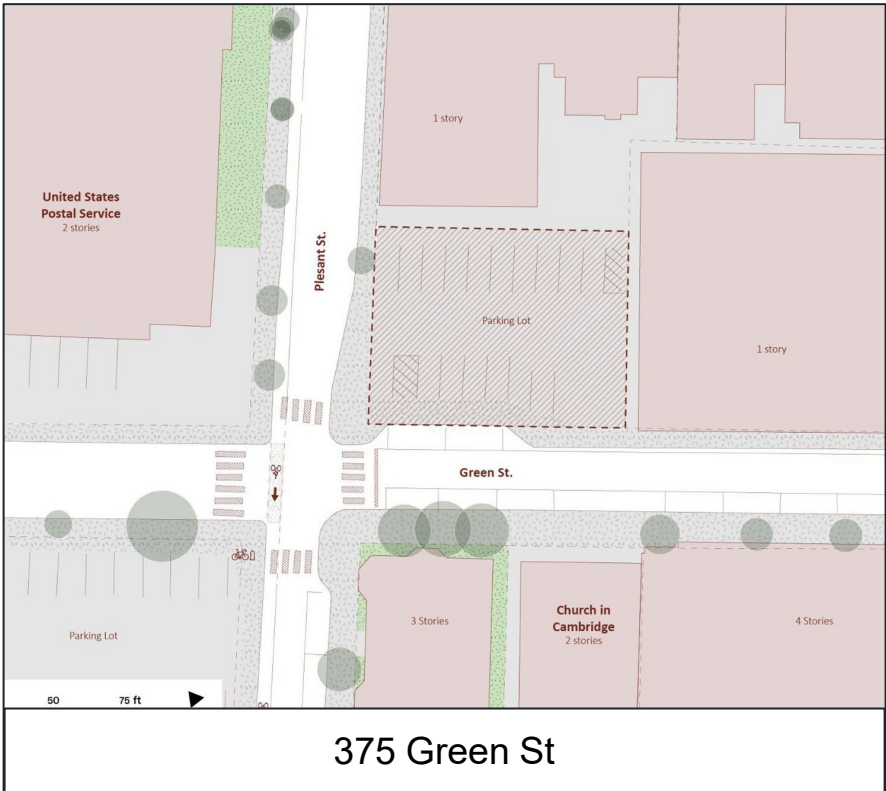 1 story
United States
Postal Service
2 stories
Plesant St.
Parking Lot
1 story
Green St.
3 Stories
Church in
Cambridge
2 stories
4 Stories
Parking Lot
50 75 ft
375 Green St